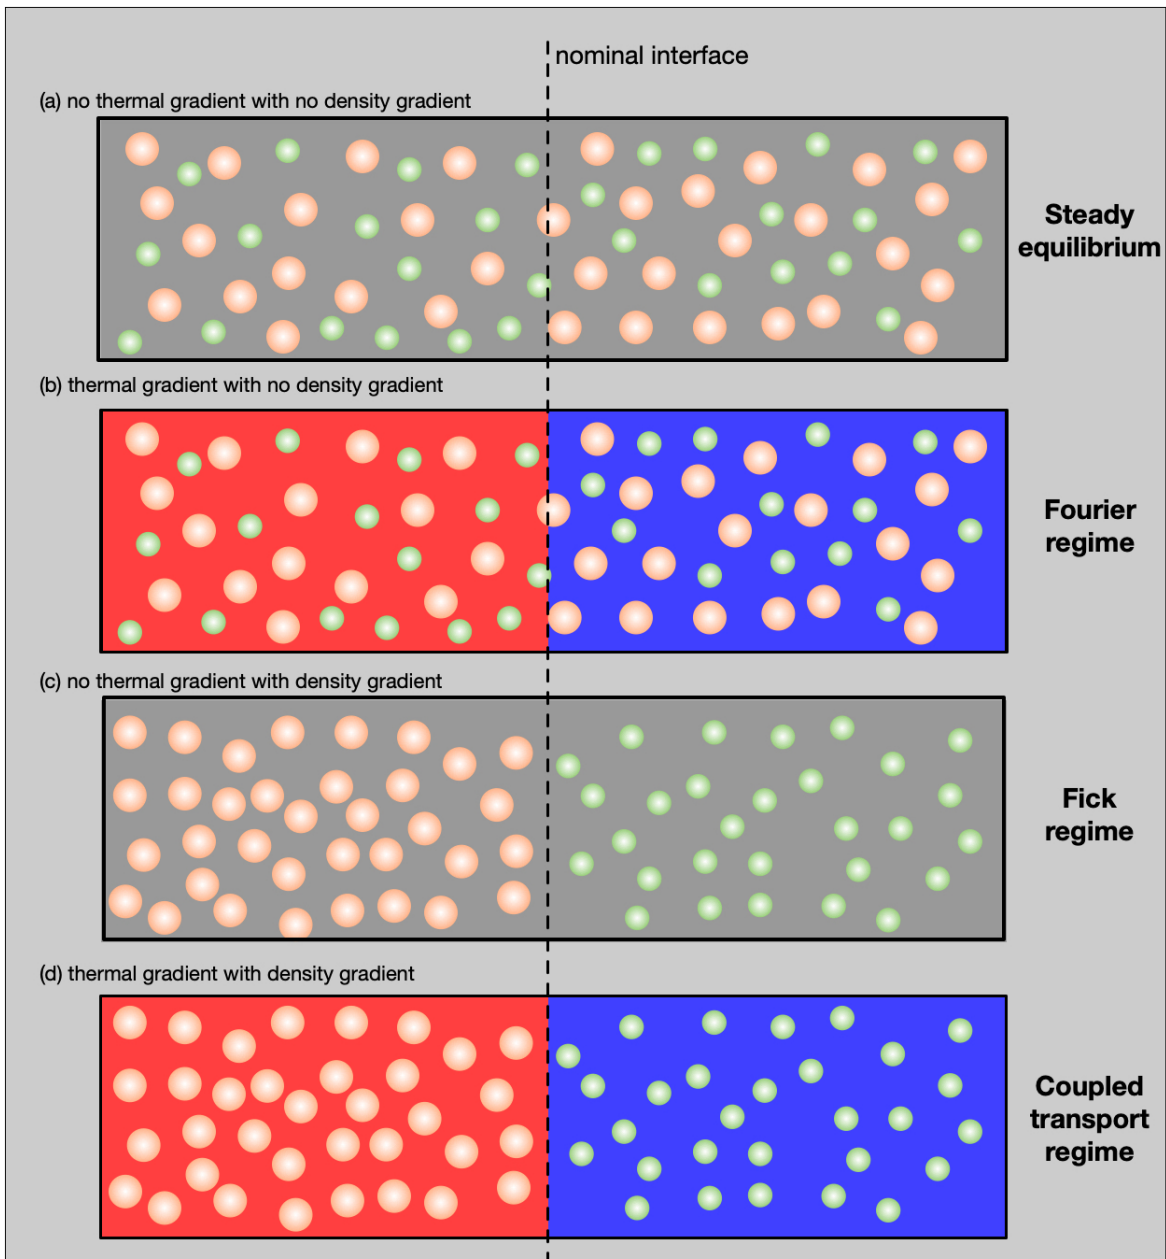 nominal interface
(a) no thermal gradient with no density gradient
Steady
equilibrium
(b) thermal gradient with no density gradient
Fourier
regime
(c) no thermal gradient with density gradient
Fick
regime
(d) thermal gradient with density gradient
Coupled
transport
regime